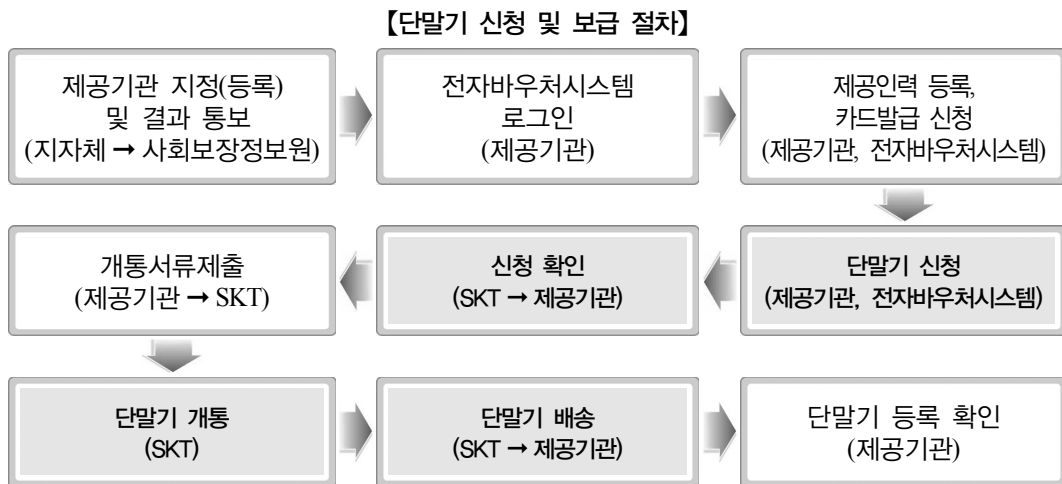 【단말기 신청 및 보급 절차】
제공기관 지정(등록)
및 결과 통보
(지자체 → 사회보장정보원)
전자바우처시스템
로그인
(제공기관)
제공인력 등록,
카드발급 신청
(제공기관, 전자바우처시스템)
단말기 신청
(제공기관, 전자바우처시스템)
신청 확인
(SKT → 제공기관)
개통서류제출
(제공기관 → SKT)
단말기 개통
(SKT)
단말기 배송
(SKT → 제공기관)
단말기 등록 확인
(제공기관)